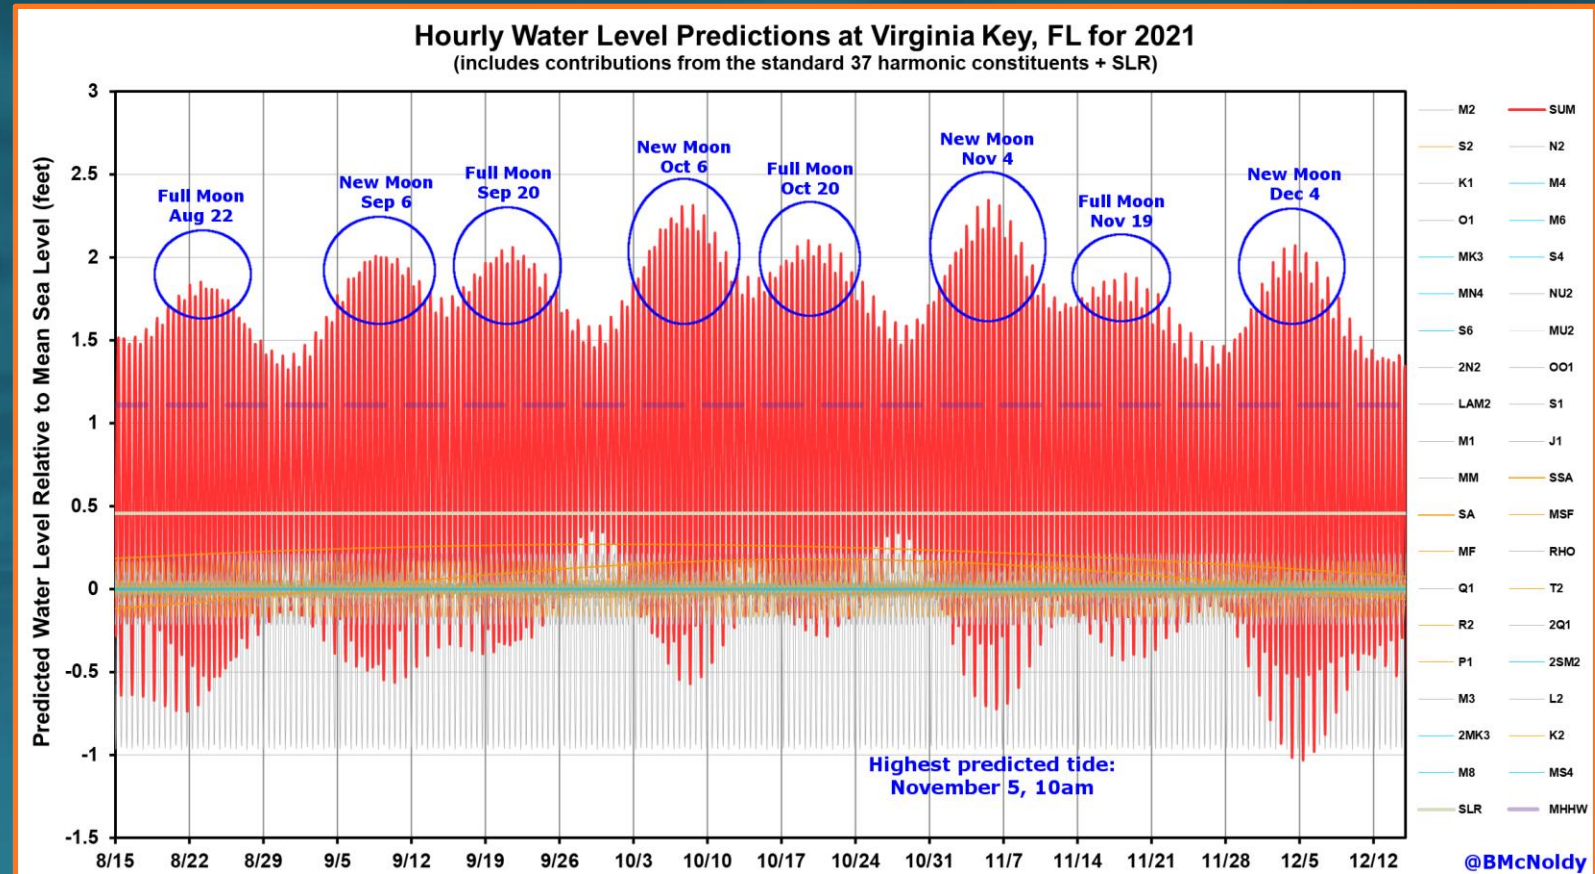 Hourly Water Level Predictions at Virginia Key, FL for 2021
(includes contributions from the standard 37 harmonic constituents + SLR)
Predicted Water Level Relative to Mean Sea Level (feet)
3
2.5
2
1.5
1
0.5
0
-0.5
-1
-1.5
Full Moon
Aug 22
New Moon
Sep 6
Full Moon
Sep 20
New Moon
Oct 6
Full Moon
Oct 20
New Moon
Nov 4
Full Moon
Nov 19
New Moon
Dec 4
Highest predicted tide:
November 5, 10am
8/15 8/22 8/29 9/5 9/12 9/19 9/26 10/3 10/10 10/17 10/24 10/31 11/7 11/14 11/21 11/28 12/5 12/12
M2 SUM
S2 N2
K1 M4
O1 M6
MK3 S4
MN4 NU2
S6 MU2
2N2 OO1
LAM2 S1
M1 J1
MM SSA
SA MSF
MF RHO
Q1 T2
R2 2Q1
P1 2SM2
M3 L2
2MK3 K2
M8 MS4
SLR MHHW
@BMcNoldy